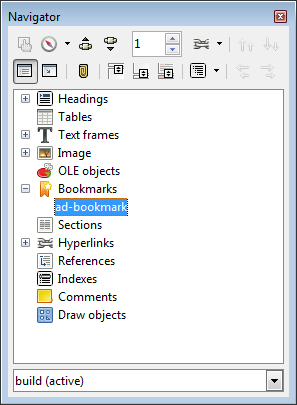 Navigator
1
Headings
Tables
Text frames
Image
OLE objects
Bookmarks
ad-bookmark
Sections
Hyperlinks
References
Indexes
Comments
Draw objects
build (active)